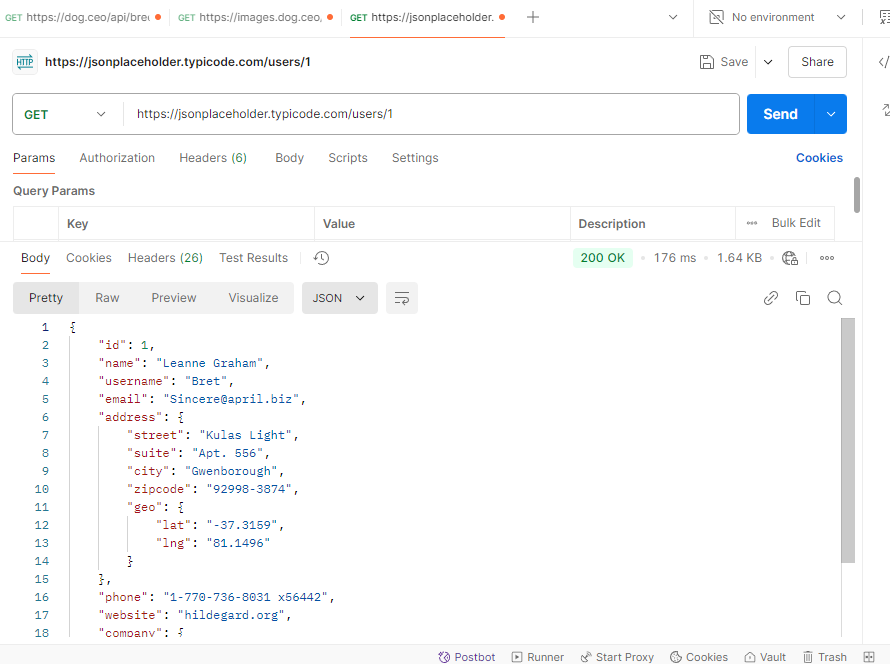 GET https://dog.ceo/api/bree
GET https://images.dog.ceo/
GET https://jsonplaceholder.
No environment
HTTP https://jsonplaceholder.typicode.com/users/1
Save
Share
GET
https://jsonplaceholder.typicode.com/users/1
Send
Params Authorization Headers (6) Body Scripts Settings Cookies
Query Params
Key Value Description Bulk Edit
Body Cookies Headers (26) Test Results 200 OK 176 ms 1.64 KB
Pretty Raw Preview Visualize JSON
1 {
2 "id": 1,
3 "name": "Leanne Graham",
4 "username": "Bret",
5 "email": "Sincere@april.biz",
6 "address": {
7 "street": "Kulas Light",
8 "suite": "Apt. 556",
9 "city": "Gwenborough",
10 "zipcode": "92998-3874",
11 "geo": {
12 "lat": "-37.3159",
13 "lng": "81.1496"
14 }
15 },
16 "phone": "1-770-736-8031 x56442",
17 "website": "hildegard.org",
18 "company": {
Postbot Runner Start Proxy Cookies Vault Trash